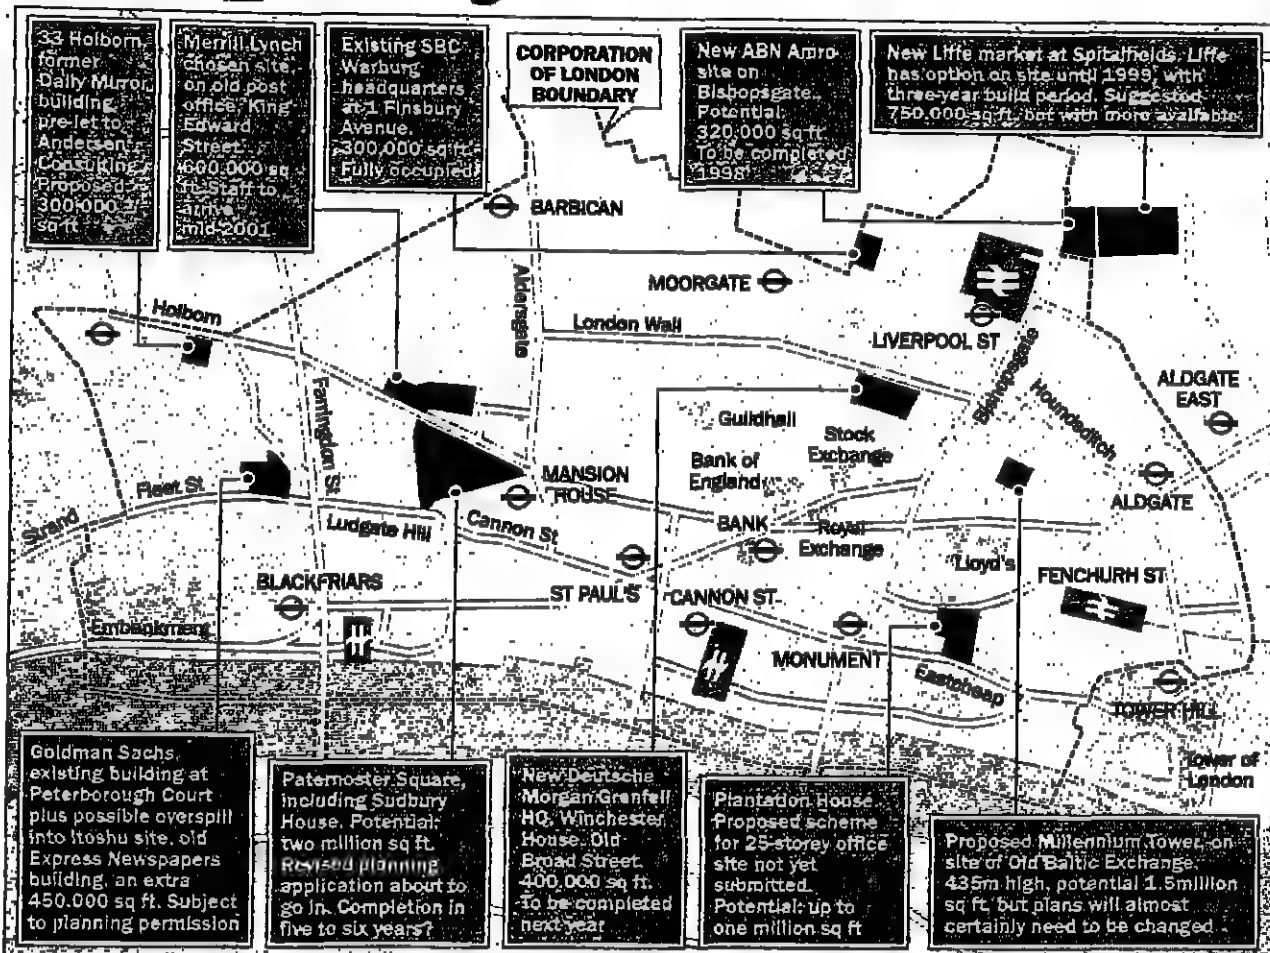 33 Holborn,
former
Daily Mirror
building
pre-let to
Andersen
Consulting
Proposed
300,000
sq ft
Merrill Lynch
chosen site,
on old post
office, King
Edward
Street.
600,000 sq
ft. Staff to
mid-2001
Existing SBC
Warburg
headquarters
at 1 Finsbury
Avenue.
300,000 sq ft
Fully occupied
CORPORATION
OF LONDON
BOUNDARY
New ABN Amro
site on
Bishopsgate.
Potential:
320,000 sq ft
To be completed
1998
New Liffe market at Spitalfields. Liffe
has option on site until 1999, with
three-year build period. Suggested
750,000 sq ft, but with more available
BARBICAN
MOORGATE
Holborn
Aldersgate
London Wall
LIVERPOOL ST
Bishopsgate
Houndsditch
ALDGATE
EAST
Farringdon St
Guildhall
Stock
Exchange
Bank of
England
MANSION
HOUSE
ALDGATE
Fleet St
Strand
Ludgate Hill
Cannon St
BANK
Royal
Exchange
Lloyd's
FENCHURH ST
BLACKFRIARS
ST PAUL'S
CANNON ST
Embankment
MONUMENT
Eastcheap
TOWER HILL
Tower of
London
Goldman Sachs,
existing building at
Peterborough Court
plus possible overspill
into Itoshu site, old
Express Newspapers
building, an extra
450,000 sq ft. Subject
to planning permission
Paternoster Square,
including Sudbury
House. Potential:
two million sq ft.
Revised planning
application about to
go in. Completion in
five to six years?
New Deutsche
Morgan Grenfell
HQ, Winchester
House, Old
Broad Street.
400,000 sq ft.
To be completed
next year
Plantation House
Proposed scheme
for 25-storey office
site not yet
submitted.
Potential: up to
one million sq ft
Proposed Millennium Tower, on
site of Old Baltic Exchange.
435m high, potential 1.5million
sq ft, but plans will almost
certainly need to be changed